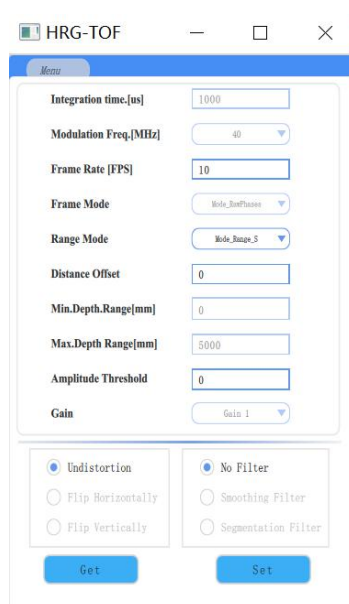 HRG-TOF
Menu
Integration time.[us] 1000
Modulation Freq.[MHz] 40
Frame Rate [FPS] 10
Frame Mode Mode_RawPhases
Range Mode Mode_Range_S
Distance Offset 0
Min.Depth.Range[mm] 0
Max.Depth Range[mm] 5000
Amplitude Threshold 0
Gain Gain 1
Undistortion No Filter
Flip Horizontally Smoothing Filter
Flip Vertically Segmentation Filter
Get Set